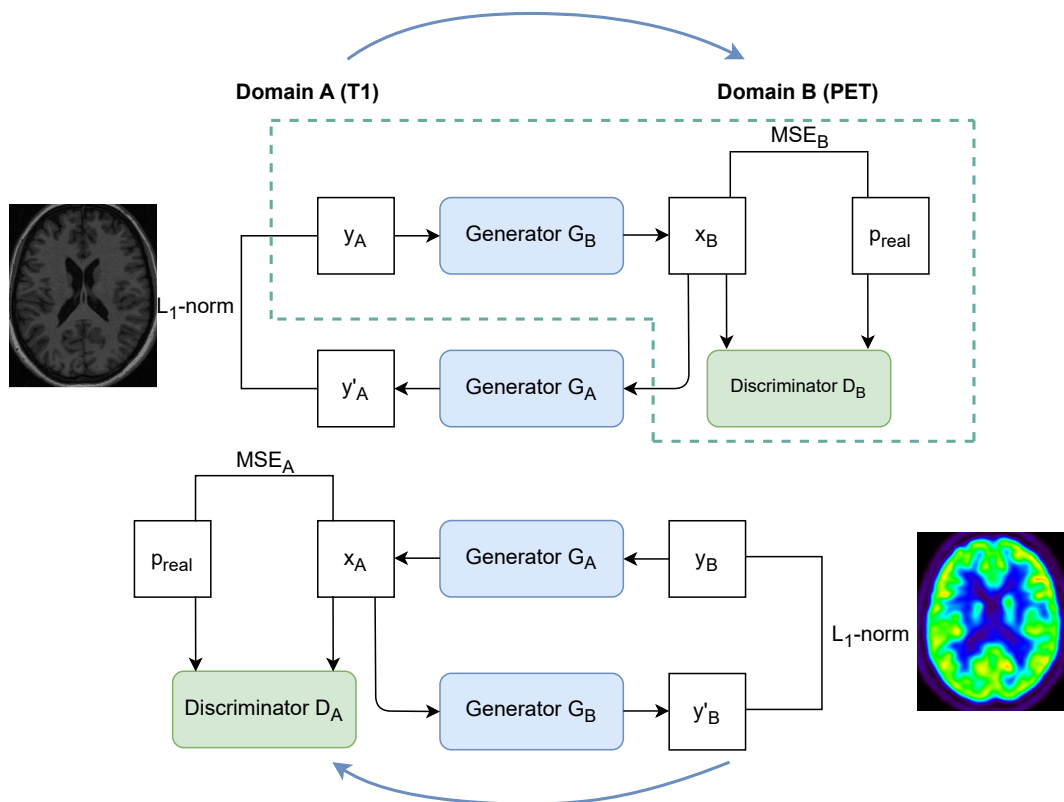 Domain A (T1)
Domain B (PET)
MSE_B
y_A
Generator G_B
x_B
p_real
L_1-norm
y'_A
Generator G_A
Discriminator D_B
MSE_A
p_real
x_A
Generator G_A
y_B
L_1-norm
Discriminator D_A
Generator G_B
y'_B